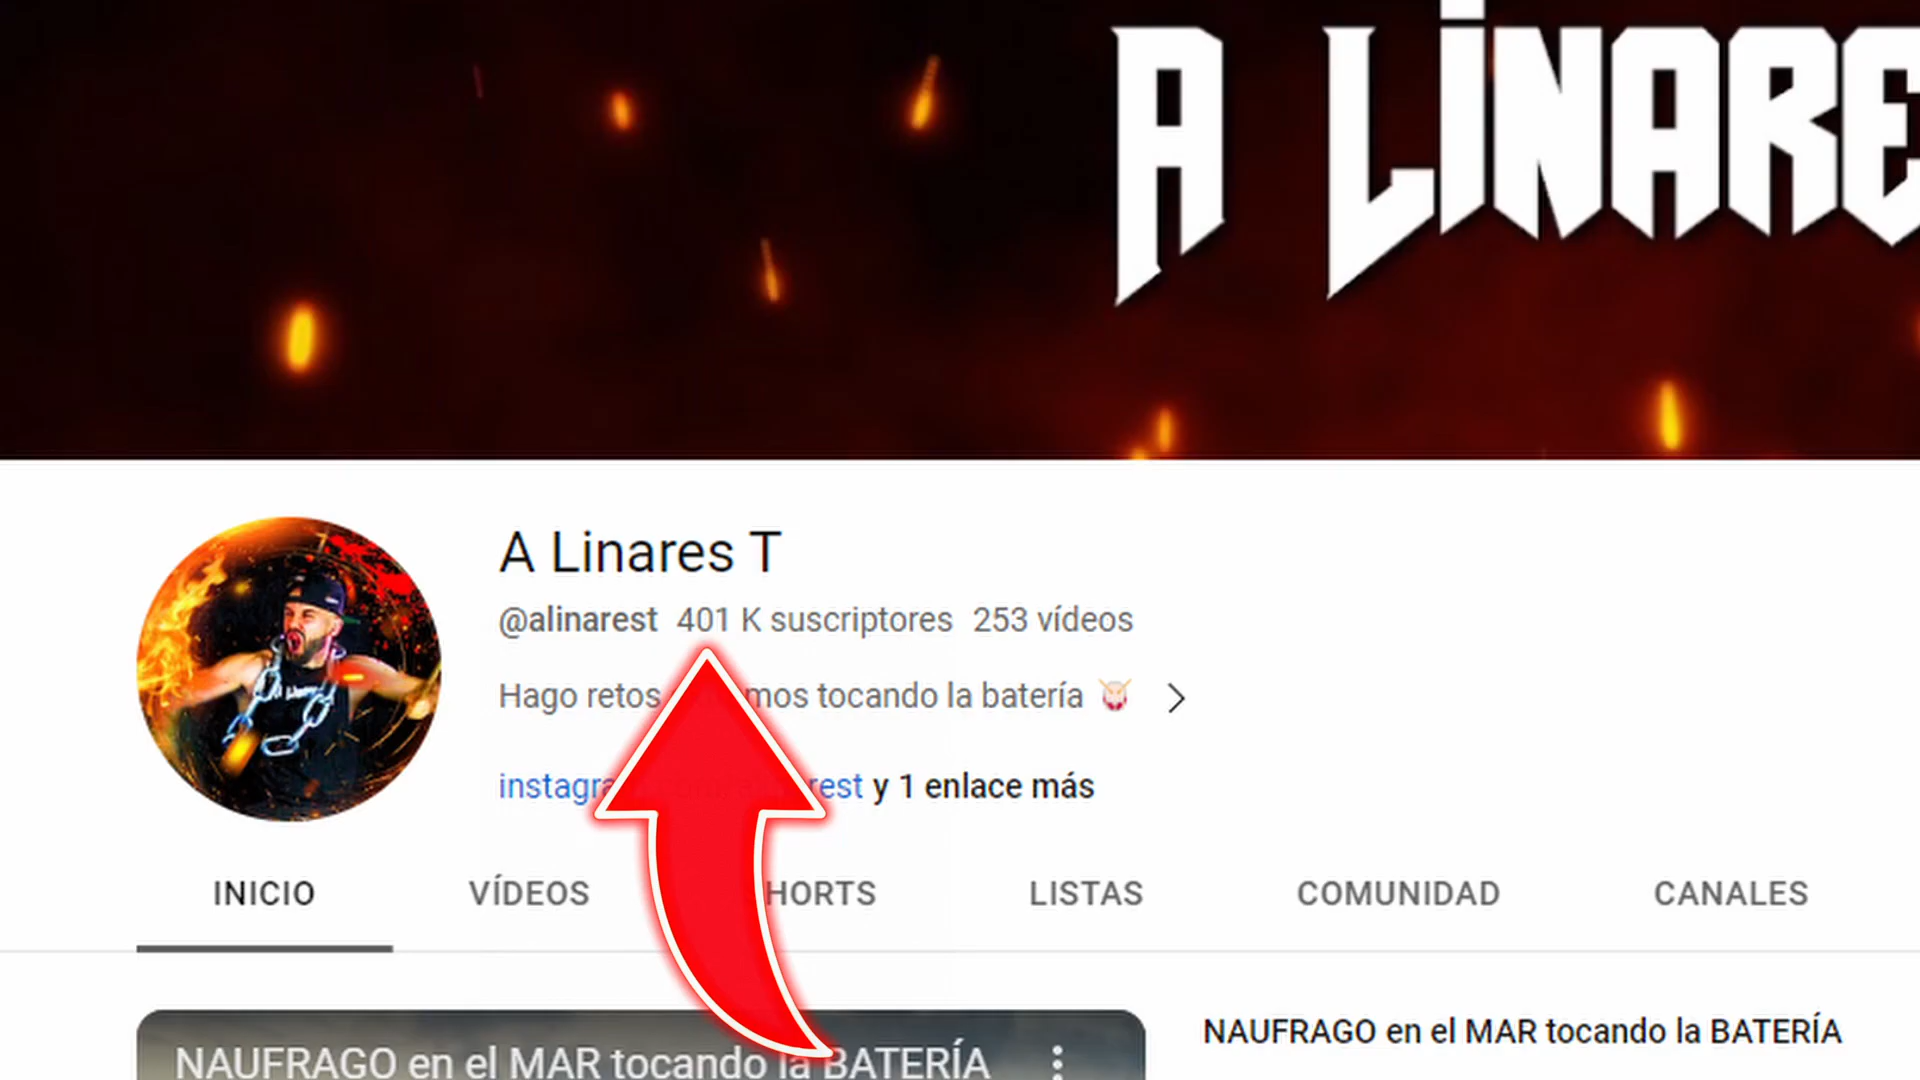 A LINARE
A Linares T
@alinarest 401 K suscriptores 253 vídeos
Hago retos mos tocando la batería
instagra rest y 1 enlace más
INICIO VÍDEOS HORTS LISTAS COMUNIDAD CANALES
NAUFRAGO en el MAR tocando la BATERÍA
NAUFRAGO en el MAR tocando la BATERÍA